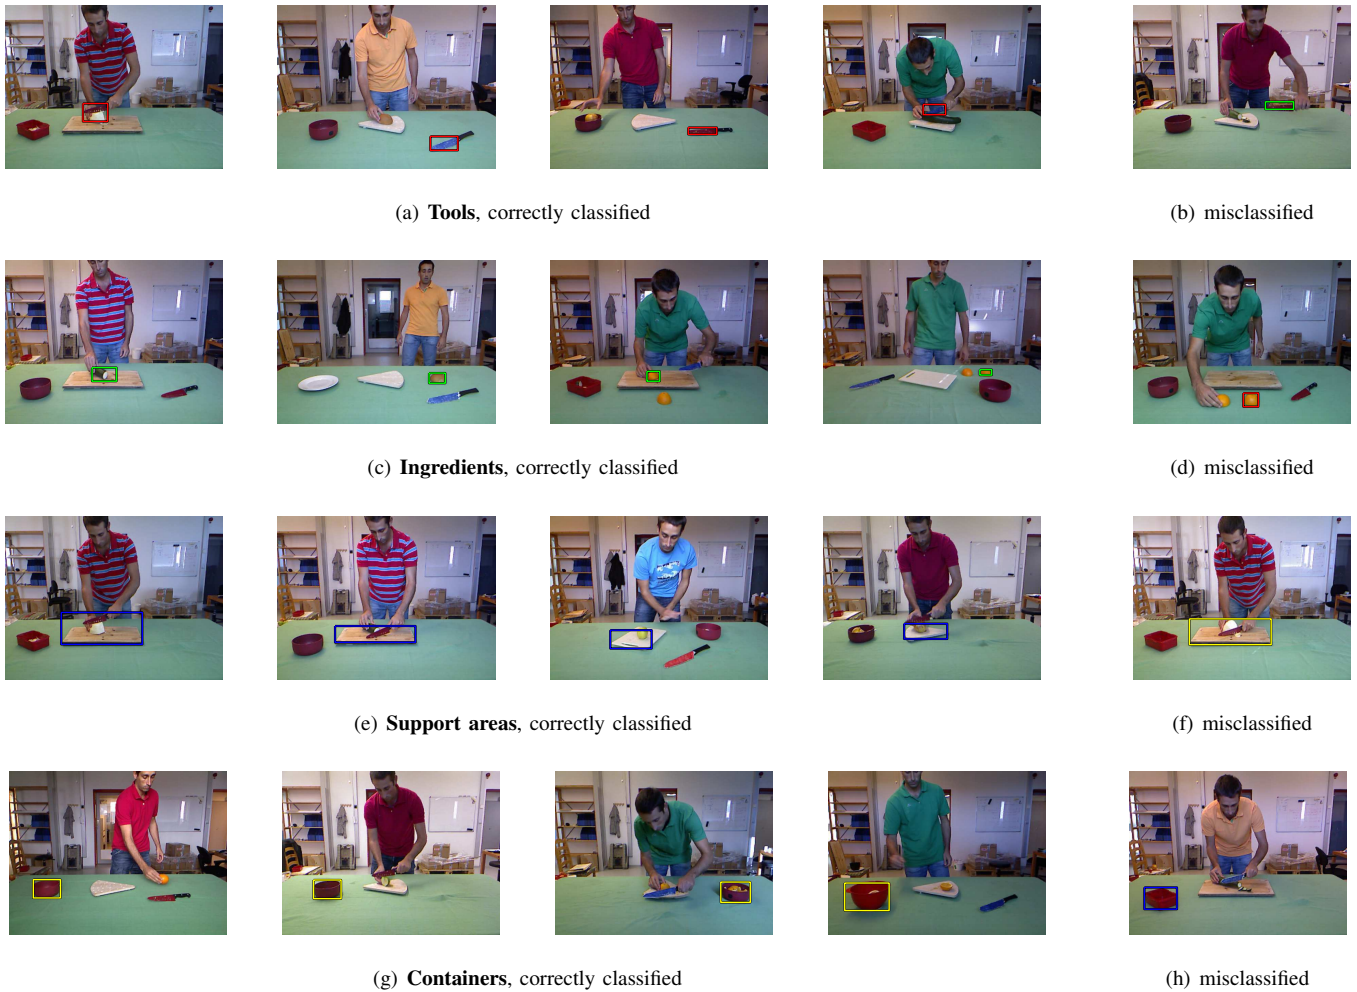 (a) Tools, correctly classified
(b) misclassified
(c) Ingredients, correctly classified
(d) misclassified
(e) Support areas, correctly classified
(f) misclassified
(g) Containers, correctly classified
(h) misclassified